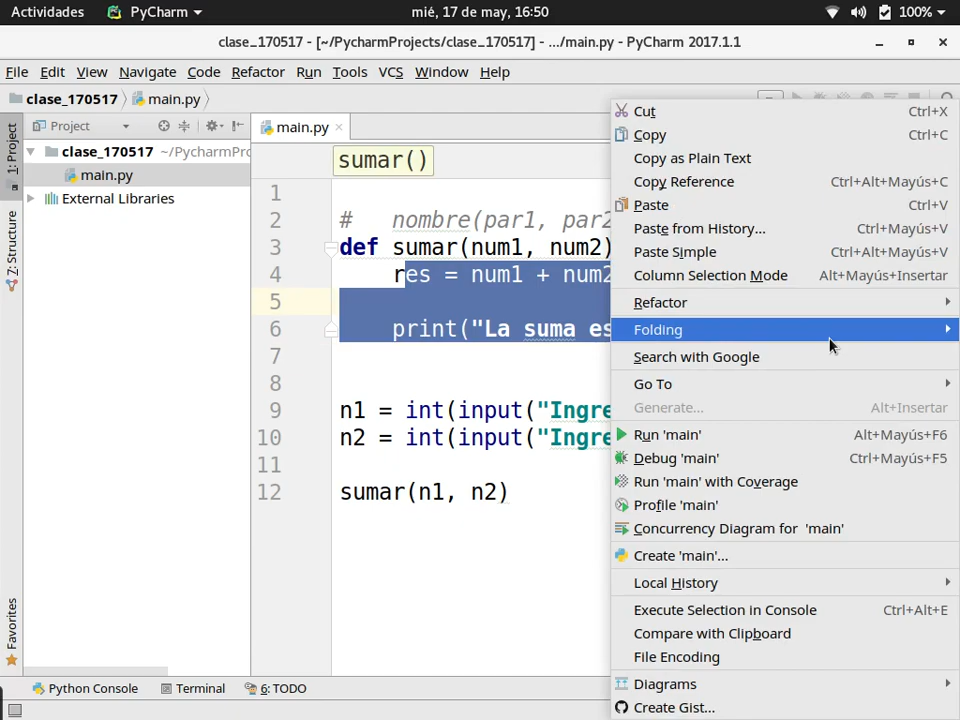 Actividades PyCharm mié, 17 de may, 16:50 100%
clase_170517 - [~/PycharmProjects/clase_170517] - .../main.py - PyCharm 2017.1.1
File Edit View Navigate Code Refactor Run Tools VCS Window Help
clase_170517 main.py
1: Project
7: Structure
Favorites
Project
clase_170517 ~/PycharmPro
main.py
External Libraries
main.py
sumar()
1
2 # nombre(par1, par2
3 def sumar(num1, num2)
4 res = num1 + num2
5
6 print("La suma es
7
8
9 n1 = int(input("Ingre
10 n2 = int(input("Ingre
11
12 sumar(n1, n2)
Cut Ctrl+X
Copy Ctrl+C
Copy as Plain Text
Copy Reference Ctrl+Alt+Mayús+C
Paste Ctrl+V
Paste from History... Ctrl+Mayús+V
Paste Simple Ctrl+Alt+Mayús+V
Column Selection Mode Alt+Mayús+Insertar
Refactor
Folding
Search with Google
Go To
Generate... Alt+Insertar
Run 'main' Alt+Mayús+F6
Debug 'main' Ctrl+Mayús+F5
Run 'main' with Coverage
Profile 'main'
Concurrency Diagram for 'main'
Create 'main'...
Local History
Execute Selection in Console Ctrl+Alt+E
Compare with Clipboard
File Encoding
Diagrams
Create Gist...
Python Console Terminal 6: TODO